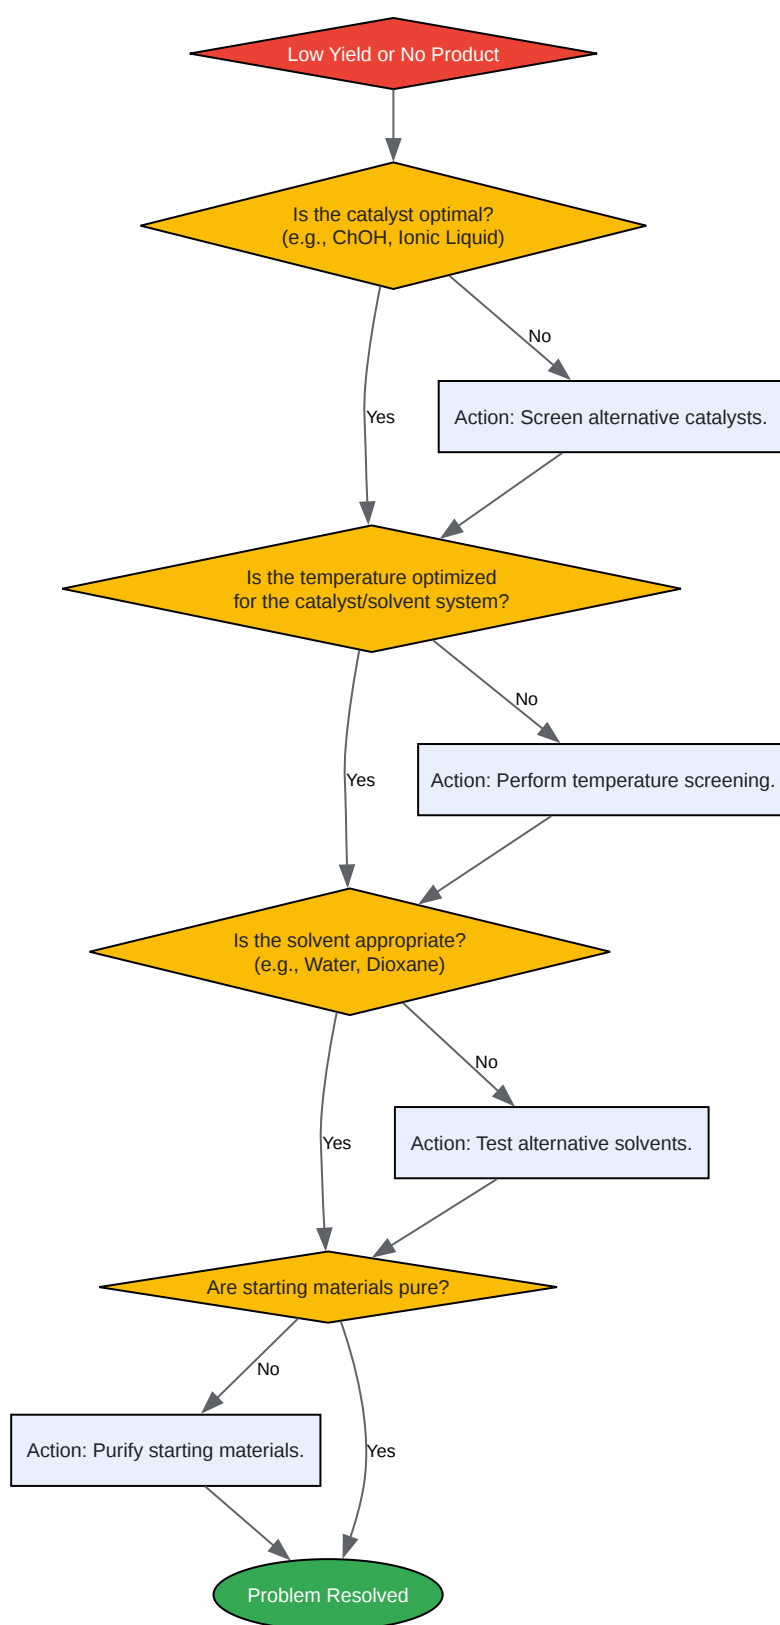 Low Yield or No Product
Is the catalyst optimal?
(e.g., ChOH, Ionic Liquid)
No
Yes
Action: Screen alternative catalysts.
Is the temperature optimized
for the catalyst/solvent system?
No
Yes
Action: Perform temperature screening.
Is the solvent appropriate?
(e.g., Water, Dioxane)
No
Yes
Action: Test alternative solvents.
Are starting materials pure?
No
Action: Purify starting materials.
Yes
Problem Resolved